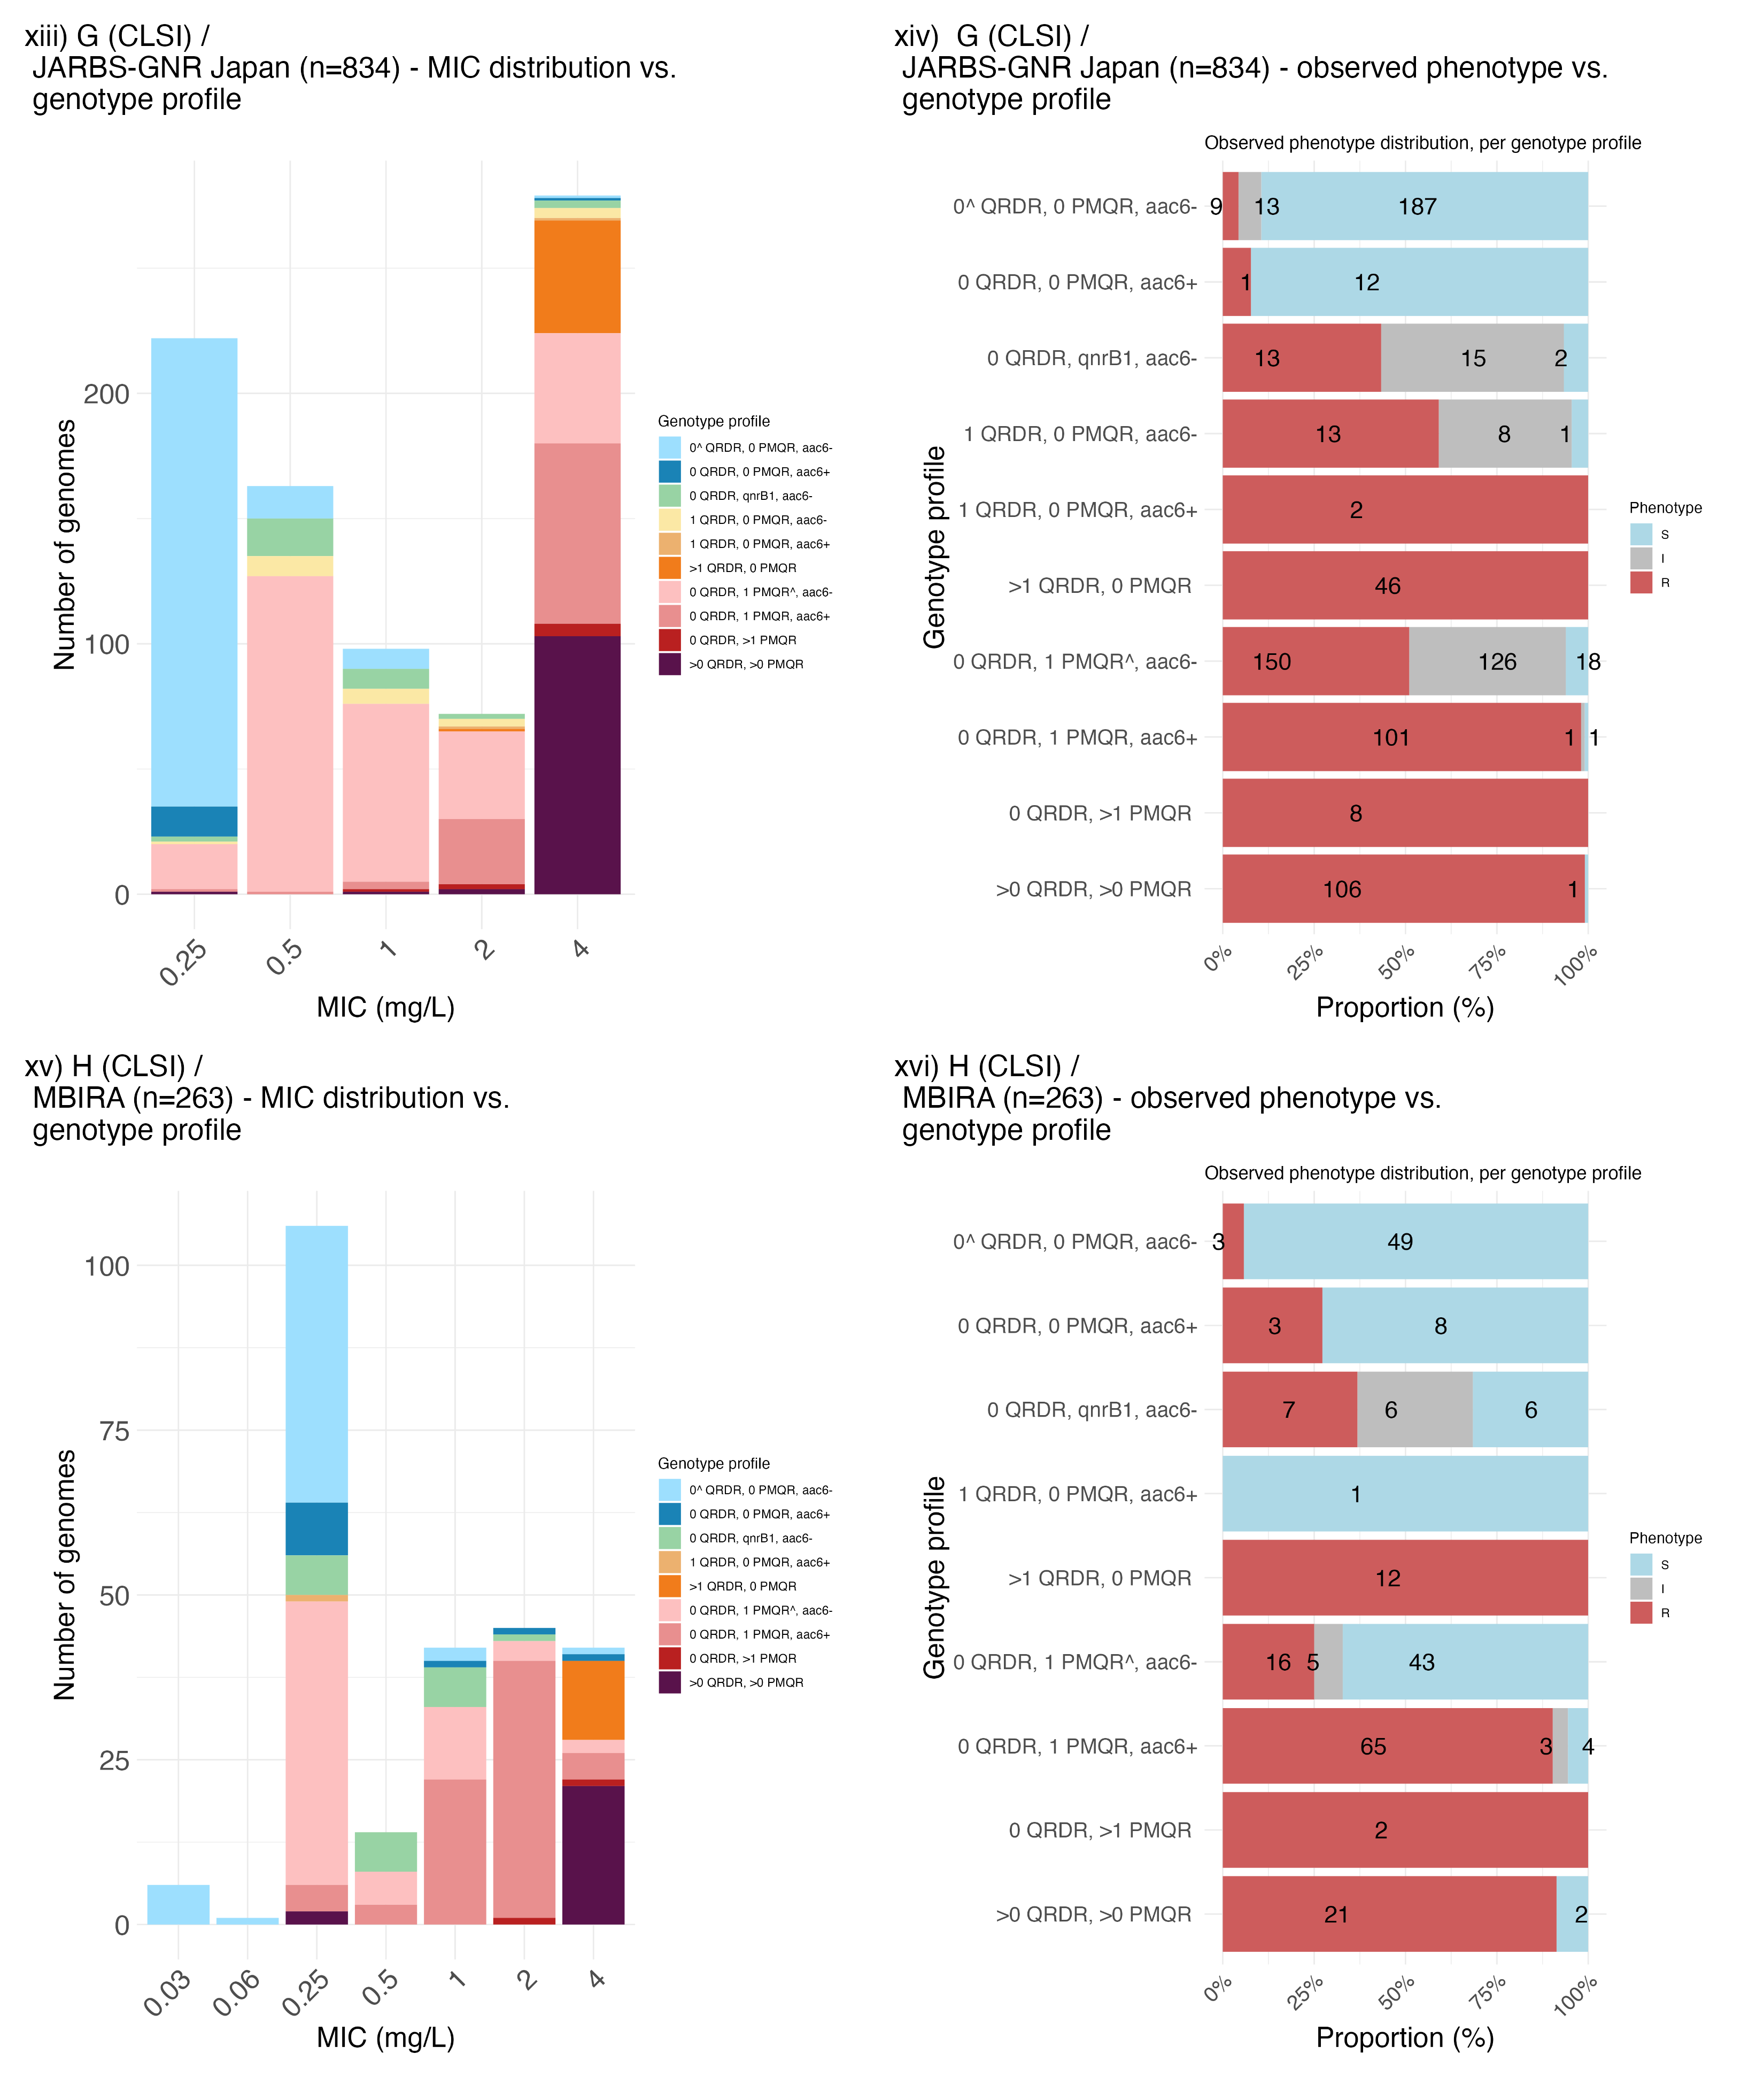 xiii) G (CLSI) /
JARBS-GNR Japan (n=834) - MIC distribution vs.
genotype profile
Number of genomes
200
100
0
0.25
0.5
1
2
4
MIC (mg/L)
Genotype profile
0^ QRDR, 0 PMQR, aac6-
0 QRDR, 0 PMQR, aac6+
0 QRDR, qnrB1, aac6-
1 QRDR, 0 PMQR, aac6-
1 QRDR, 0 PMQR, aac6+
>1 QRDR, 0 PMQR
0 QRDR, 1 PMQR^, aac6-
0 QRDR, 1 PMQR, aac6+
0 QRDR, >1 PMQR
>0 QRDR, >0 PMQR
xiv) G (CLSI) /
JARBS-GNR Japan (n=834) - observed phenotype vs.
genotype profile
Observed phenotype distribution, per genotype profile
Genotype profile
0^ QRDR, 0 PMQR, aac6- 9 13 187
0 QRDR, 0 PMQR, aac6+ 1 12
0 QRDR, qnrB1, aac6- 13 15 2
1 QRDR, 0 PMQR, aac6- 13 8 1
1 QRDR, 0 PMQR, aac6+ 2
>1 QRDR, 0 PMQR 46
0 QRDR, 1 PMQR^, aac6- 150 126 18
0 QRDR, 1 PMQR, aac6+ 101 1 1
0 QRDR, >1 PMQR 8
>0 QRDR, >0 PMQR 106 1
0%
25%
50%
75%
100%
Proportion (%)
Phenotype
S
I
R
xv) H (CLSI) /
MBIRA (n=263) - MIC distribution vs.
genotype profile
Number of genomes
100
75
50
25
0
0.03
0.06
0.25
0.5
1
2
4
MIC (mg/L)
Genotype profile
0^ QRDR, 0 PMQR, aac6-
0 QRDR, 0 PMQR, aac6+
0 QRDR, qnrB1, aac6-
1 QRDR, 0 PMQR, aac6+
>1 QRDR, 0 PMQR
0 QRDR, 1 PMQR^, aac6-
0 QRDR, 1 PMQR, aac6+
0 QRDR, >1 PMQR
>0 QRDR, >0 PMQR
xvi) H (CLSI) /
MBIRA (n=263) - observed phenotype vs.
genotype profile
Observed phenotype distribution, per genotype profile
Genotype profile
0^ QRDR, 0 PMQR, aac6- 3 49
0 QRDR, 0 PMQR, aac6+ 3 8
0 QRDR, qnrB1, aac6- 7 6 6
1 QRDR, 0 PMQR, aac6+ 1
>1 QRDR, 0 PMQR 12
0 QRDR, 1 PMQR^, aac6- 16 5 43
0 QRDR, 1 PMQR, aac6+ 65 3 4
0 QRDR, >1 PMQR 2
>0 QRDR, >0 PMQR 21 2
0%
25%
50%
75%
100%
Proportion (%)
Phenotype
S
I
R